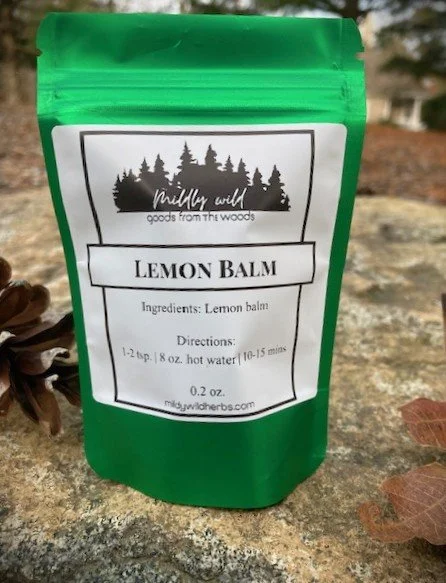 Mildly wild
goods from the woods
LEMON BALM
Ingredients: Lemon balm
Directions:
1-2 tsp. | 8 oz. hot water | 10-15 mins
0.2 oz.
mildywildherbs.com